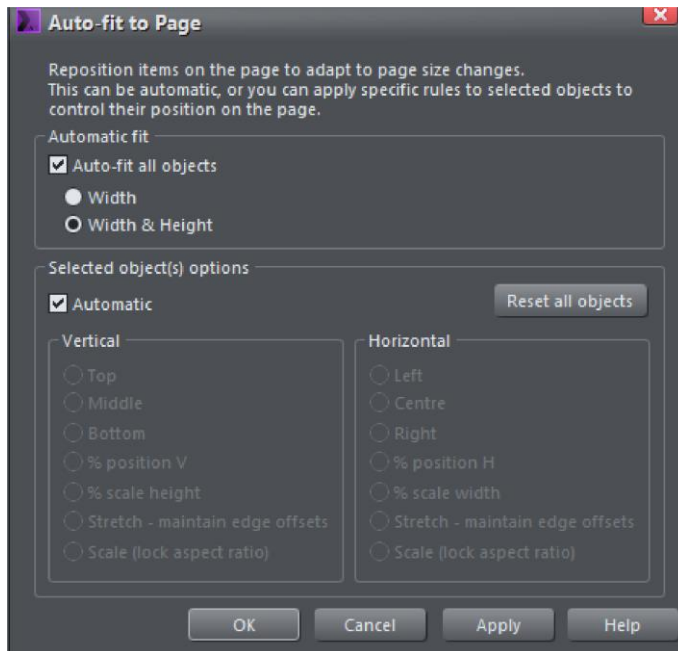 Auto-fit to Page
Reposition items on the page to adapt to page size changes.
This can be automatic, or you can apply specific rules to selected objects to
control their position on the page.
Automatic fit
Auto-fit all objects
Width
Width & Height
Selected object(s) options
Automatic
Reset all objects
Vertical
Top
Middle
Bottom
% position V
% scale height
Stretch - maintain edge offsets
Scale (lock aspect ratio)
Horizontal
Left
Centre
Right
% position H
% scale width
Stretch - maintain edge offsets
Scale (lock aspect ratio)
OK
Cancel
Apply
Help